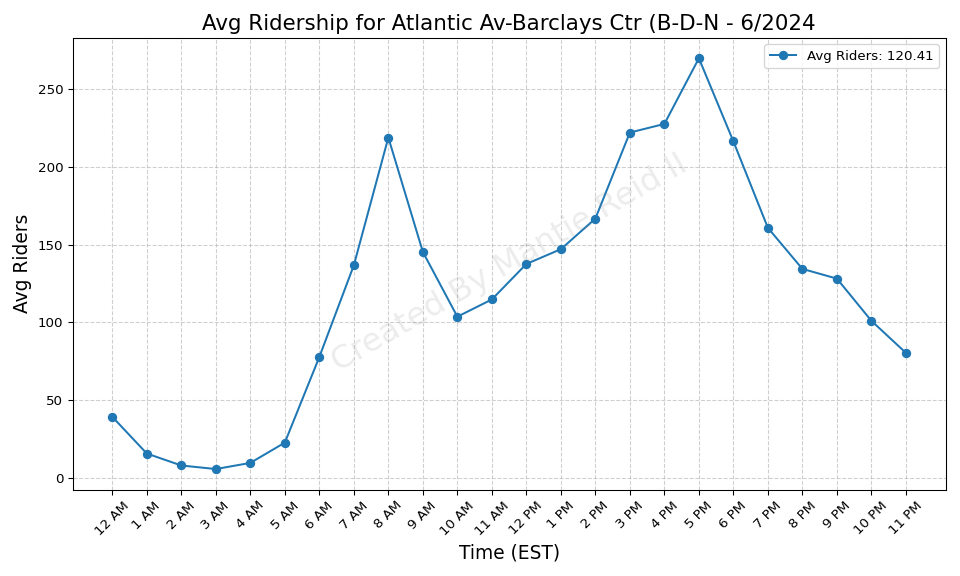 Avg Ridership for Atlantic Av-Barclays Ctr (B-D-N - 6/2024
Avg Riders: 120.41
Avg Riders
250
200
150
100
50
0
Created By Mantie Reid II
12 AM
1 AM
2 AM
3 AM
4 AM
5 AM
6 AM
7 AM
8 AM
9 AM
10 AM
11 AM
12 PM
1 PM
2 PM
3 PM
4 PM
5 PM
6 PM
7 PM
8 PM
9 PM
10 PM
11 PM
Time (EST)